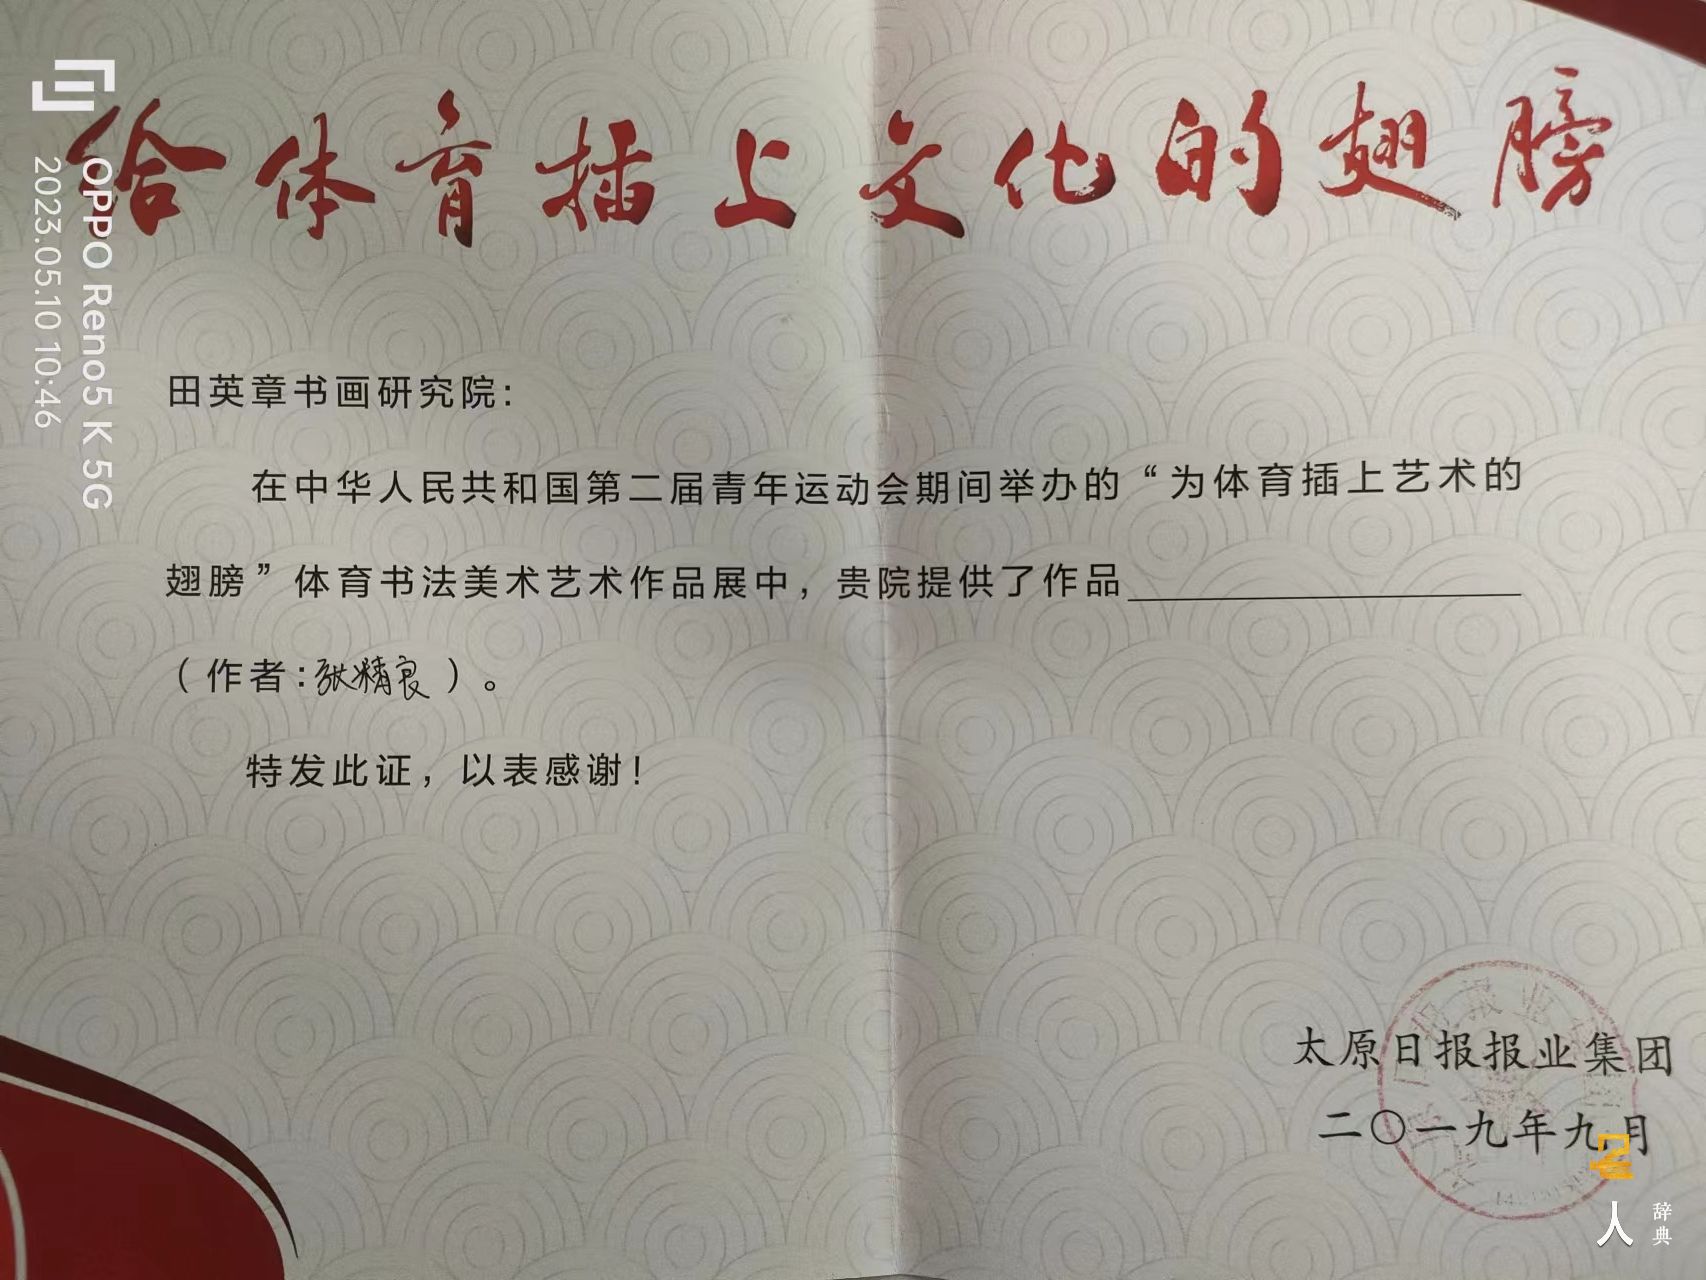 给体育插上文化的翅膀
田英章书画研究院:
在中华人民共和国第二届青年运动会期间举办的“为体育插上艺术的
翅膀”体育书法美术艺术作品展中，贵院提供了作品
（作者:张精良）。
特发此证，以表感谢！
太原日报报业集团
二〇一九年九月
OPPO Reno5 K 5G
2023.05.10 10:46
名人
辞典